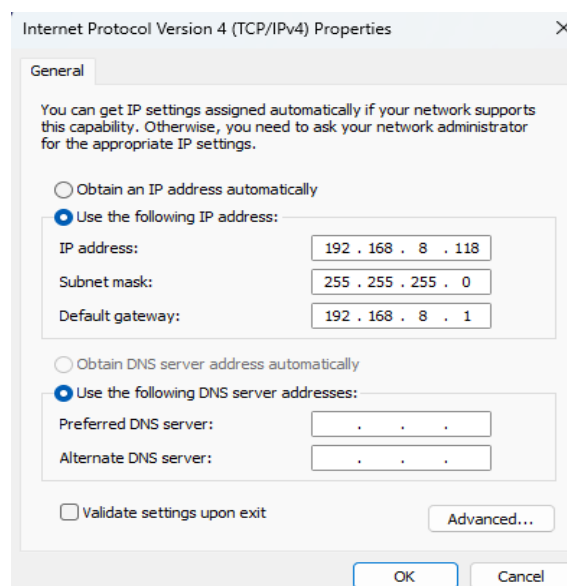 Internet Protocol Version 4 (TCP/IPv4) Properties
General
You can get IP settings assigned automatically if your network supports
this capability. Otherwise, you need to ask your network administrator
for the appropriate IP settings.
Obtain an IP address automatically
Use the following IP address:
IP address: 192 . 168 . 8 . 118
Subnet mask: 255 . 255 . 255 . 0
Default gateway: 192 . 168 . 8 . 1
Obtain DNS server address automatically
Use the following DNS server addresses:
Preferred DNS server: . . .
Alternate DNS server: . . .
Validate settings upon exit
Advanced...
OK Cancel